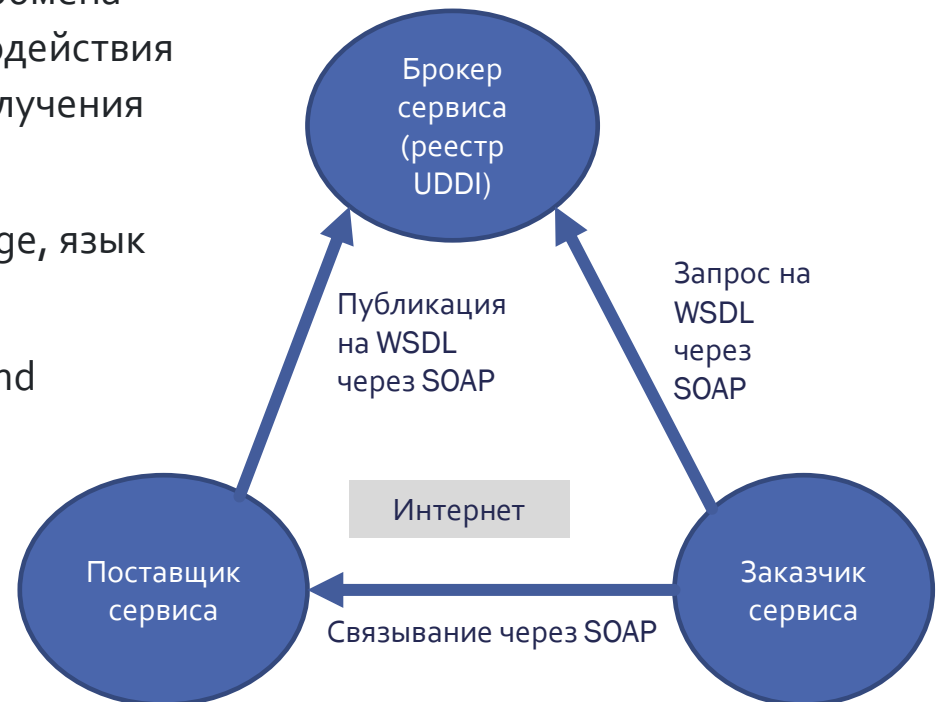 одействия
лучения
ge, язык
nd
Брокер
сервиса
(реестр
UDDI)
Публикация
на WSDL
через SOAP
Запрос на
WSDL
через
SOAP
Интернет
Поставщик
сервиса
Заказчик
сервиса
Связывание через SOAP